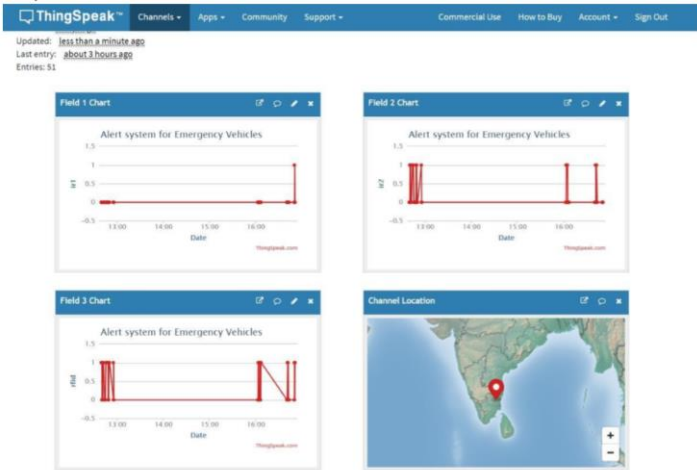 ThingSpeak™ Channels Apps Community Support Commercial Use How to Buy Account Sign Out
Updated: less than a minute ago
Last entry: about 3 hours ago
Entries: 51
Field 1 Chart
Alert system for Emergency Vehicles
1.5
1
0.5
0
-0.5
ir1
13:00 14:00 15:00 16:00
Date
ThingSpeak.com
Field 2 Chart
Alert system for Emergency Vehicles
1.5
1
0.5
0
-0.5
ir2
13:00 14:00 15:00 16:00
Date
ThingSpeak.com
Field 3 Chart
Alert system for Emergency Vehicles
1.5
1
0.5
0
-0.5
rfid
13:00 14:00 15:00 16:00
Date
ThingSpeak.com
Channel Location
+
−